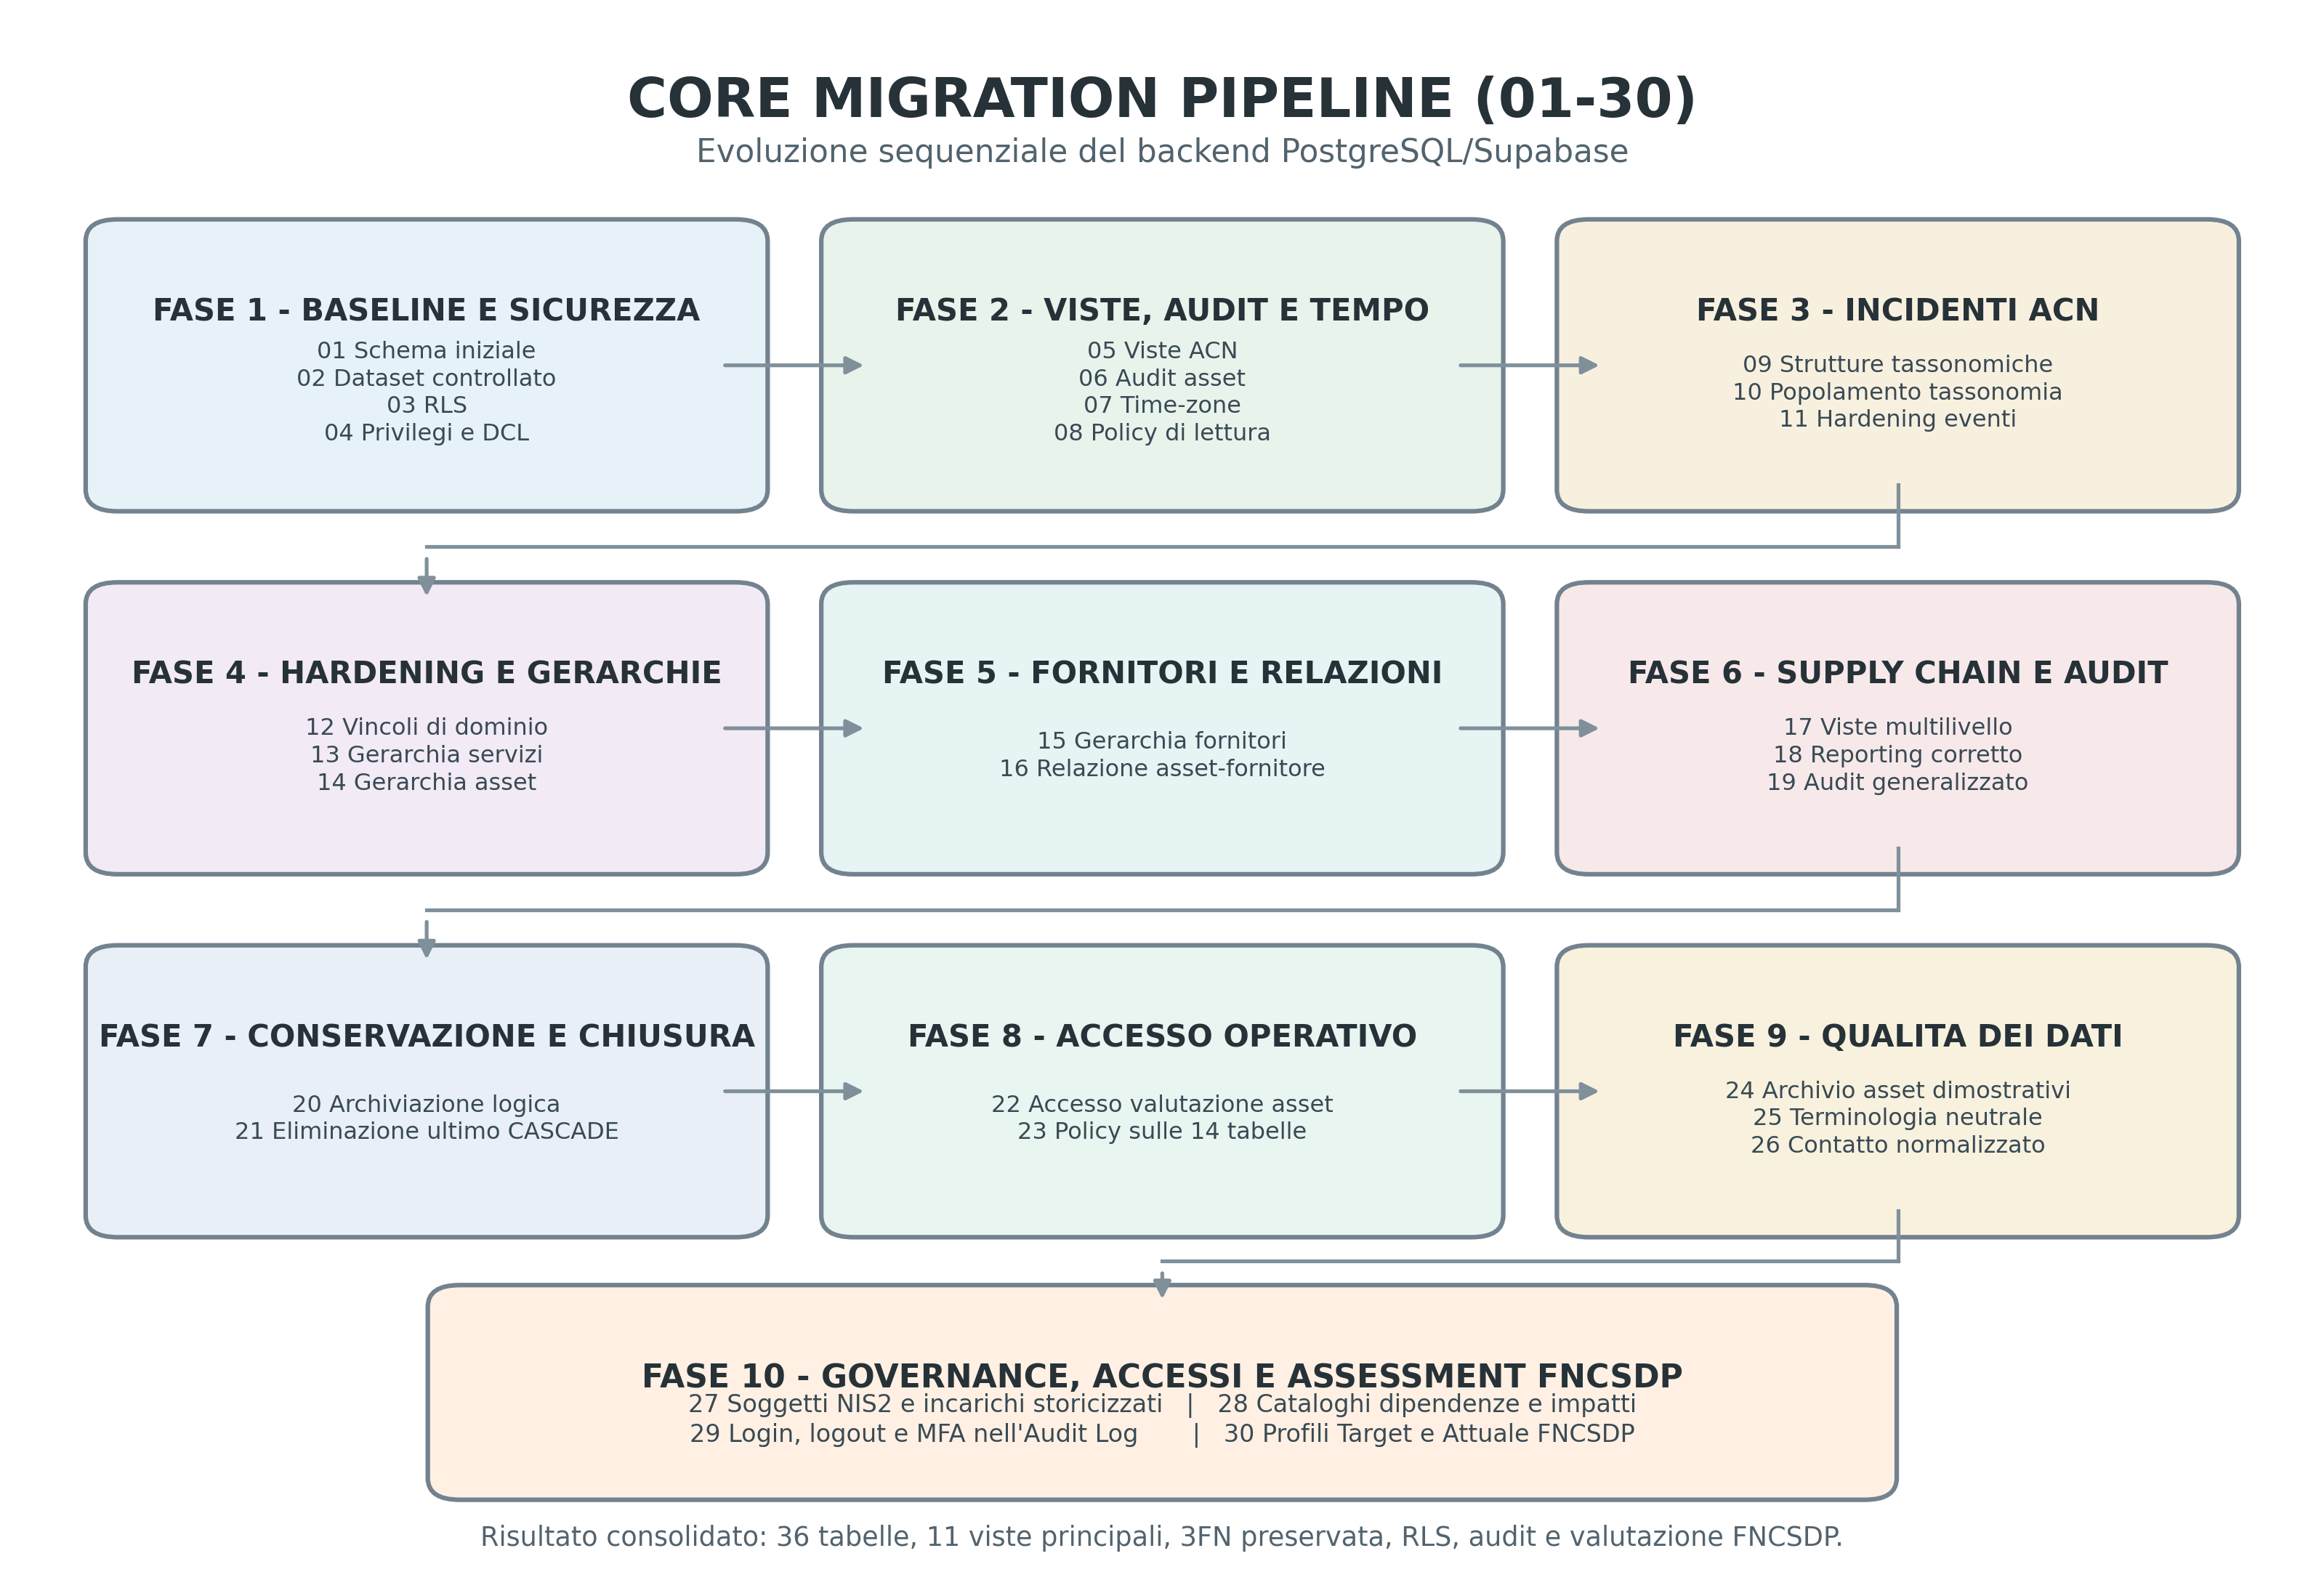 CORE MIGRATION PIPELINE (01-30)
Evoluzione sequenziale del backend PostgreSQL/Supabase
FASE 1 - BASELINE E SICUREZZA
01 Schema iniziale
02 Dataset controllato
03 RLS
04 Privilegi e DCL
FASE 2 - VISTE, AUDIT E TEMPO
05 Viste ACN
06 Audit asset
07 Time-zone
08 Policy di lettura
FASE 3 - INCIDENTI ACN
09 Strutture tassonomiche
10 Popolamento tassonomia
11 Hardening eventi
FASE 4 - HARDENING E GERARCHIE
12 Vincoli di dominio
13 Gerarchia servizi
14 Gerarchia asset
FASE 5 - FORNITORI E RELAZIONI
15 Gerarchia fornitori
16 Relazione asset-fornitore
FASE 6 - SUPPLY CHAIN E AUDIT
17 Viste multilivello
18 Reporting corretto
19 Audit generalizzato
FASE 7 - CONSERVAZIONE E CHIUSURA
20 Archiviazione logica
21 Eliminazione ultimo CASCADE
FASE 8 - ACCESSO OPERATIVO
22 Accesso valutazione asset
23 Policy sulle 14 tabelle
FASE 9 - QUALITA DEI DATI
24 Archivio asset dimostrativi
25 Terminologia neutrale
26 Contatto normalizzato
FASE 10 - GOVERNANCE, ACCESSI E ASSESSMENT FNCSDP
27 Soggetti NIS2 e incarichi storicizzati | 28 Cataloghi dipendenze e impatti
29 Login, logout e MFA nell'Audit Log | 30 Profili Target e Attuale FNCSDP
Risultato consolidato: 36 tabelle, 11 viste principali, 3FN preservata, RLS, audit e valutazione FNCSDP.